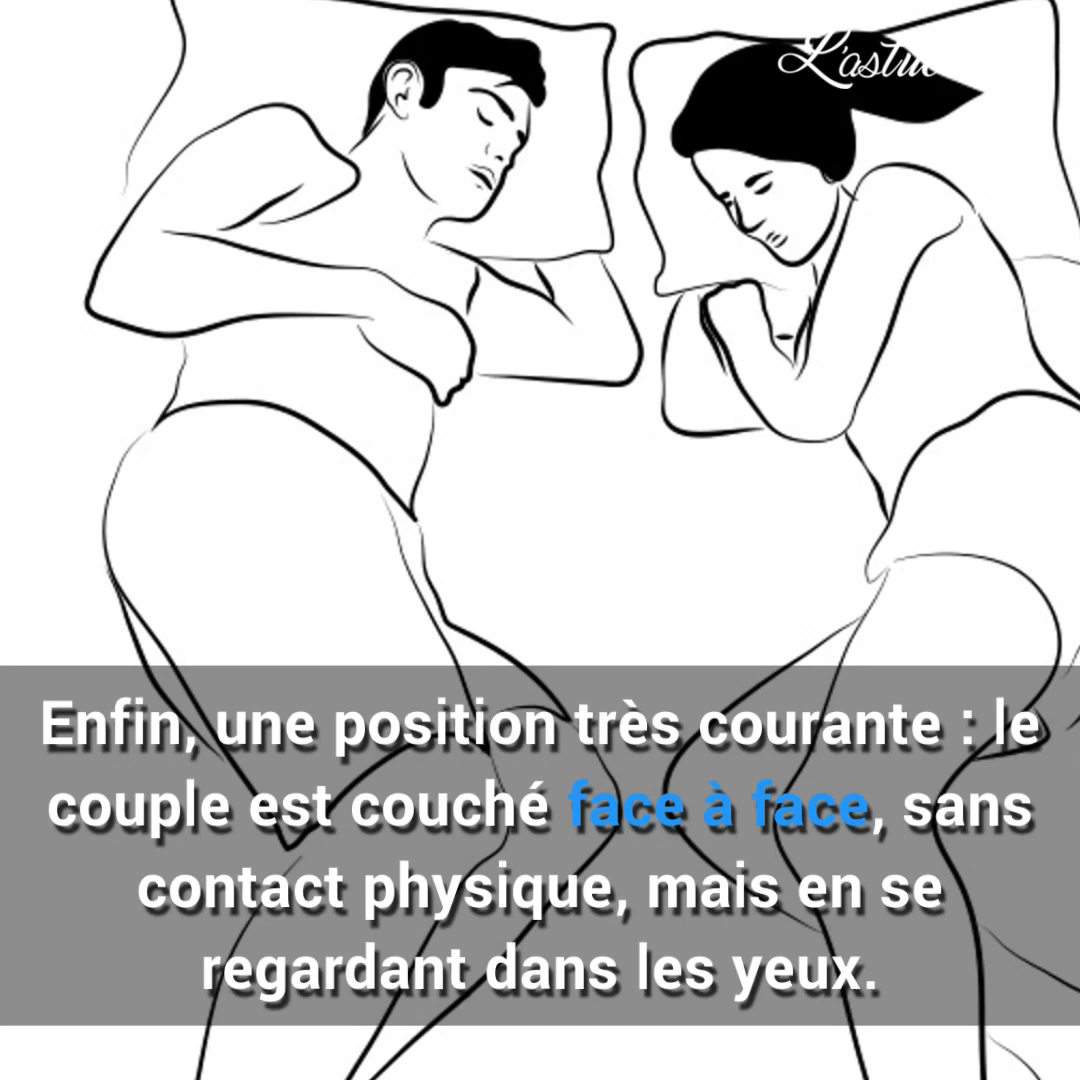 L'astuce
Enfin, une position très courante : le
couple est couché face à face, sans
contact physique, mais en se
regardant dans les yeux.